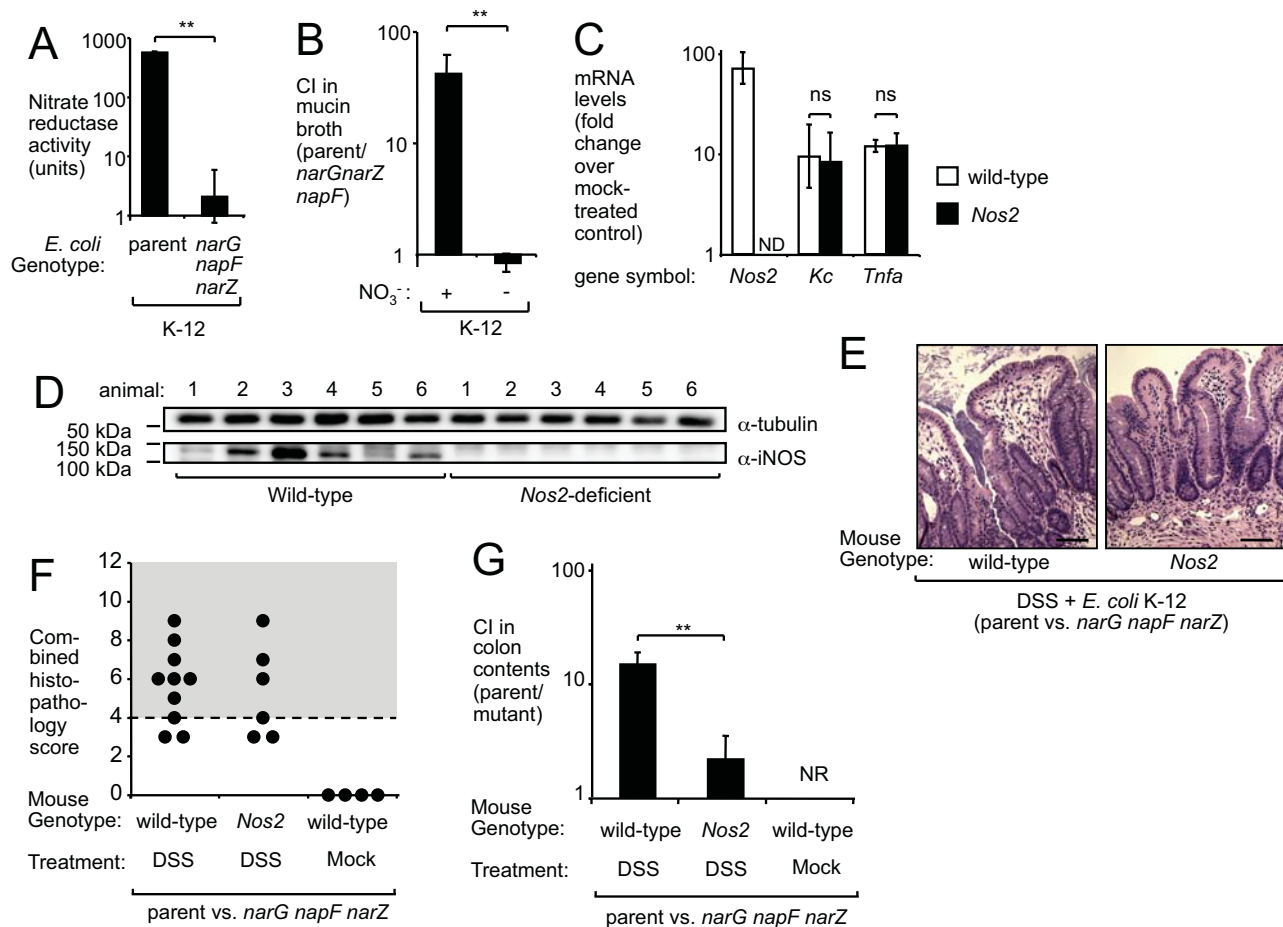 A
1000
100
10
1
Nitrate
reductase
activity
(units)
**
E. coli
Genotype:
parent
narG
napF
narZ
K-12
B
100
10
1
CI in
mucin
broth
(parent/
narGnarZ
napF)
**
NO3- :
+
-
K-12
C
100
10
1
mRNA
levels
(fold
change
over
mock-
treated
control)
ND
ns
ns
wild-type
Nos2
gene symbol:
Nos2
Kc
Tnfa
D
animal: 1 2 3 4 5 6 1 2 3 4 5 6
50 kDa
α-tubulin
150 kDa
100 kDa
α-iNOS
Wild-type
Nos2-deficient
E
Mouse
Genotype:
wild-type
Nos2
DSS + E. coli K-12
(parent vs. narG napF narZ)
F
12
10
8
6
4
2
0
Com-
bined
histo-
patho-
logy
score
Mouse
Genotype: wild-type Nos2 wild-type
Treatment: DSS DSS Mock
parent vs. narG napF narZ
G
100
10
1
CI in
colon
contents
(parent/
mutant)
**
NR
Mouse
Genotype: wild-type Nos2 wild-type
Treatment: DSS DSS Mock
parent vs. narG napF narZ